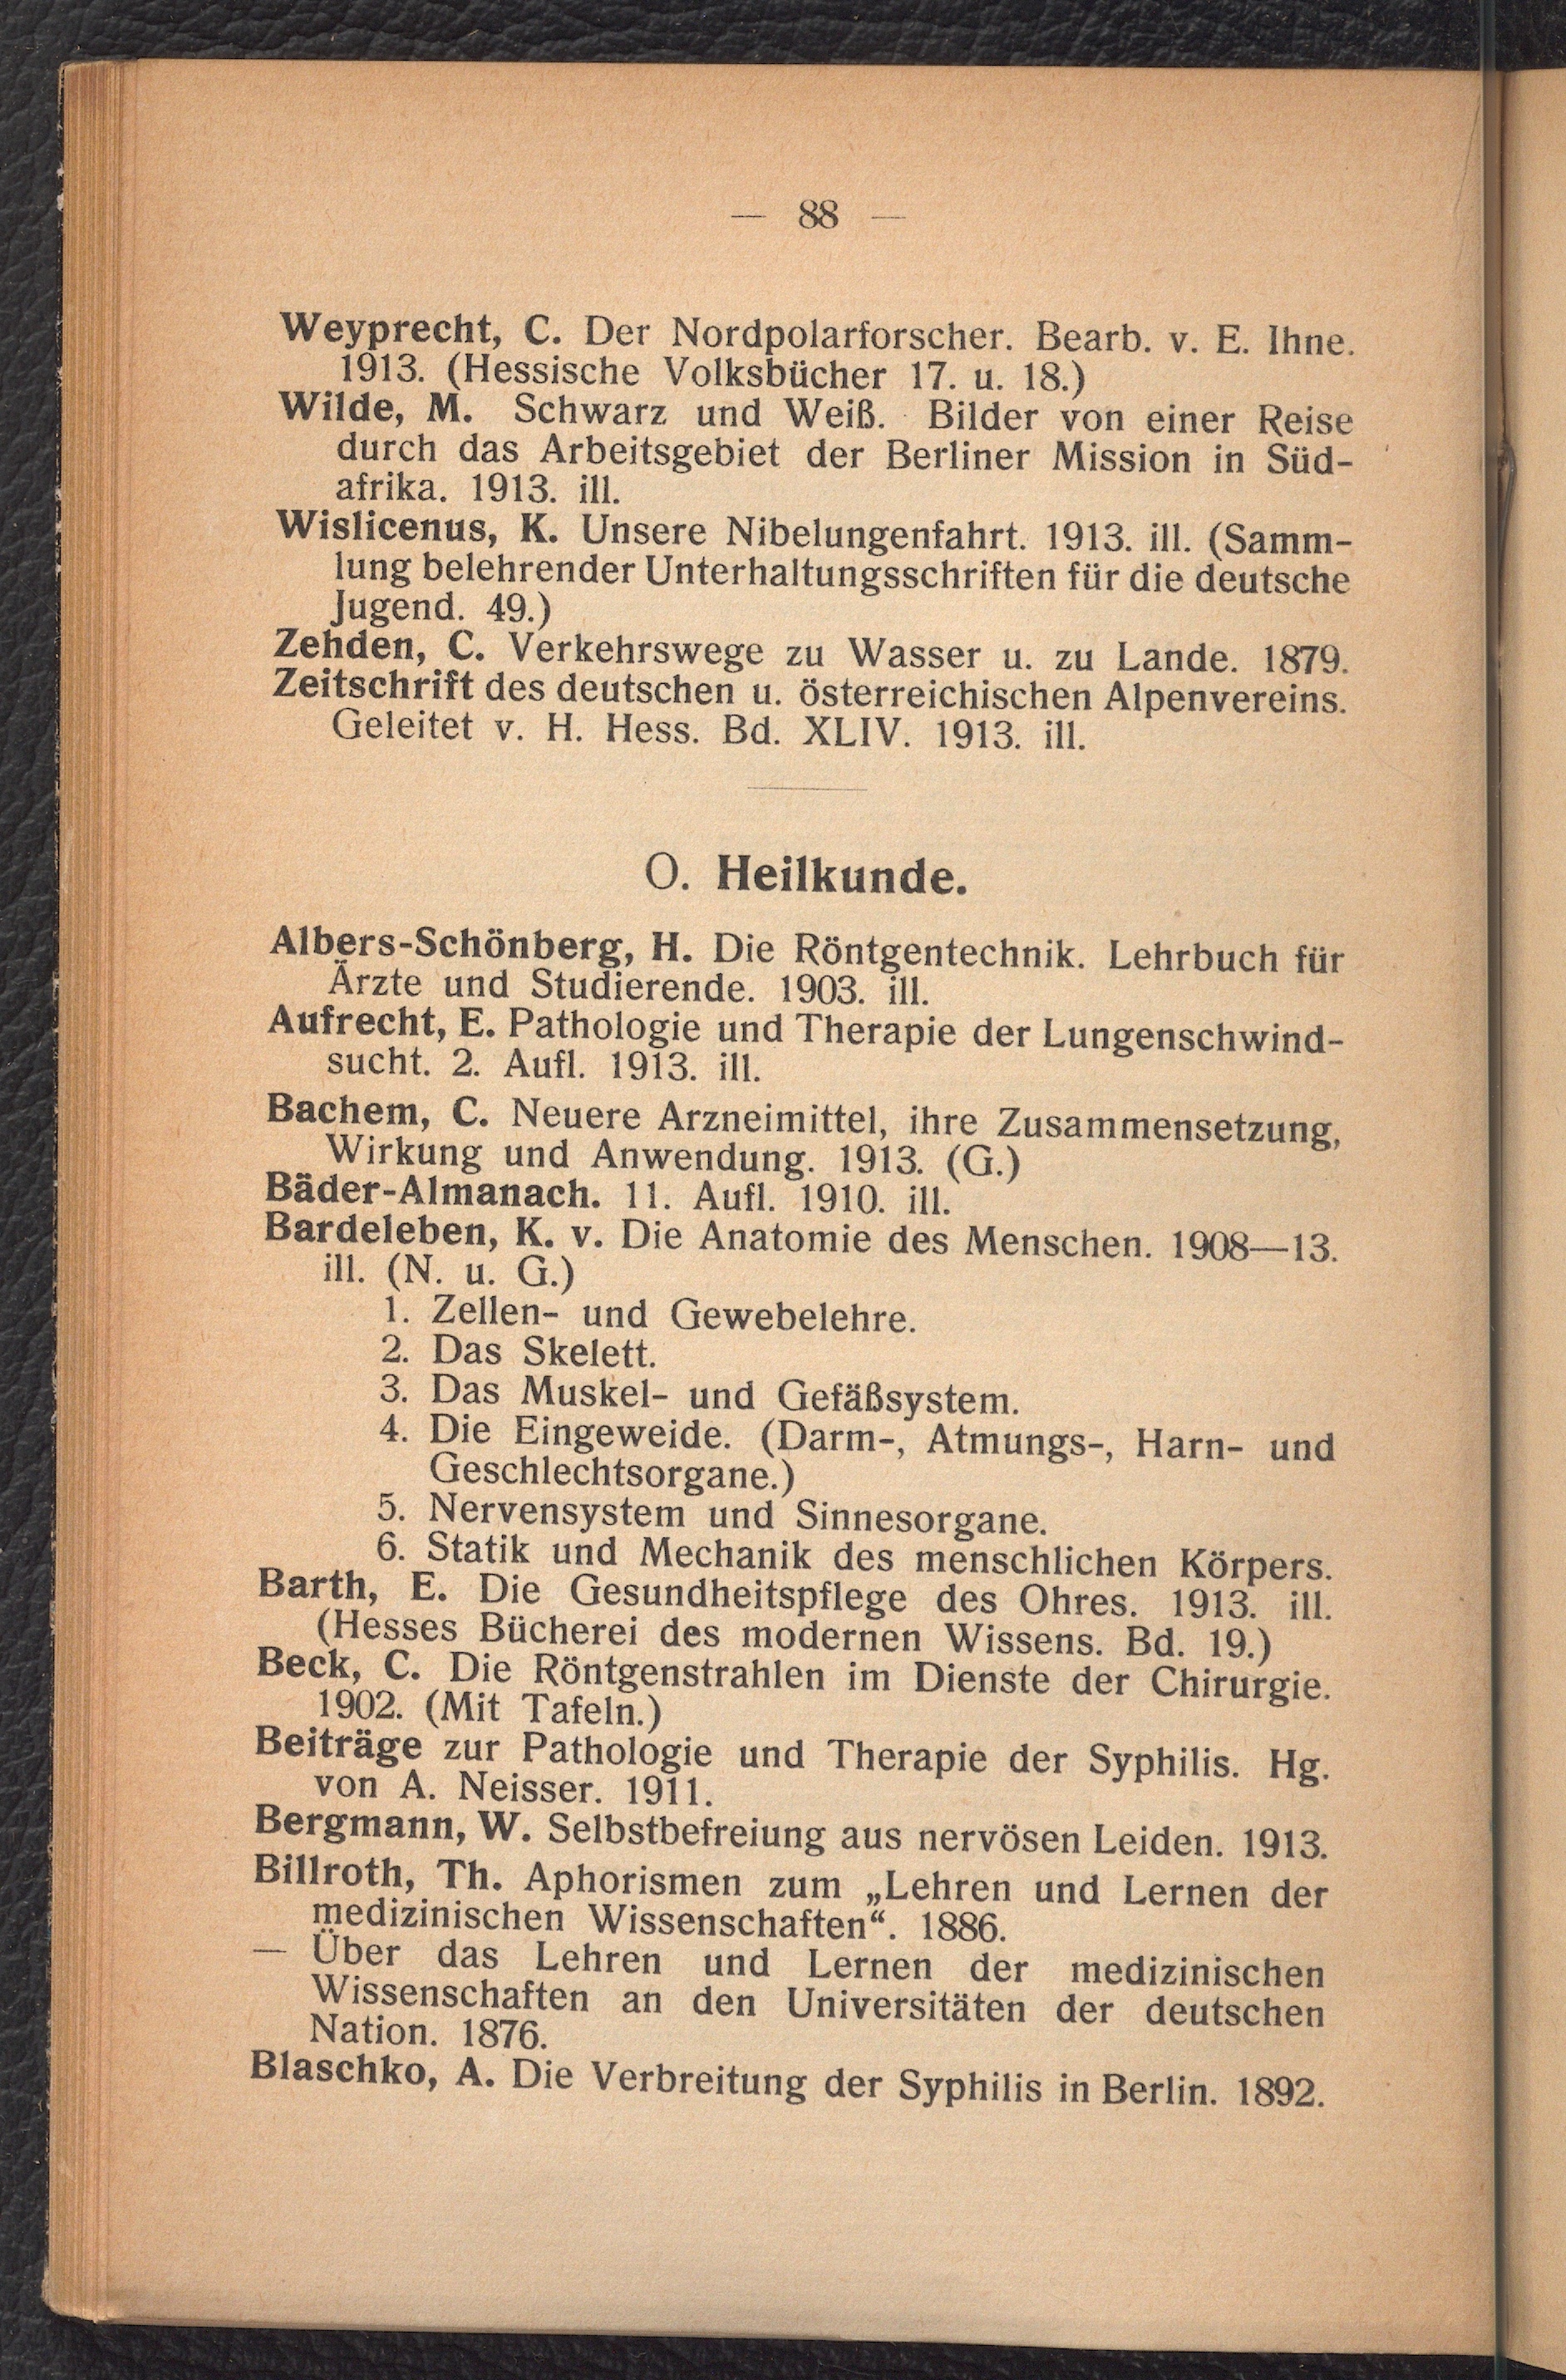 — 88 —
Weyprecht, C. Der Nordpolarforscher. Bearb. v. E. Ihne.
1913. (Hessische Volksbücher 17. u. 18.)
Wilde, M. Schwarz und Weiß. Bilder von einer Reise
durch das Arbeitsgebiet der Berliner Mission in Süd-
afrika. 1913. ill.
Wislicenus, K. Unsere Nibelungenfahrt. 1913. ill. (Samm-
lung belehrender Unterhaltungsschriften für die deutsche
Jugend. 49.)
Zehden, C. Verkehrswege zu Wasser u. zu Lande. 1879.
Zeitschrift des deutschen u. österreichischen Alpenvereins.
Geleitet v. H. Hess. Bd. XLIV. 1913. ill.
O. Heilkunde.
Albers-Schönberg, H. Die Röntgentechnik. Lehrbuch für
Ärzte und Studierende. 1903. ill.
Aufrecht, E. Pathologie und Therapie der Lungenschwind-
sucht. 2. Aufl. 1913. ill.
Bachem, C. Neuere Arzneimittel, ihre Zusammensetzung,
Wirkung und Anwendung. 1913. (G.)
Bäder-Almanach. 11. Aufl. 1910. ill.
Bardeleben, K. v. Die Anatomie des Menschen. 1908—13.
ill. (N. u. G.)
1. Zellen- und Gewebelehre.
2. Das Skelett.
3. Das Muskel- und Gefäßsystem.
4. Die Eingeweide. (Darm-, Atmungs-, Harn- und
Geschlechtsorgane.)
5. Nervensystem und Sinnesorgane.
6. Statik und Mechanik des menschlichen Körpers.
Barth, E. Die Gesundheitspflege des Ohres. 1913. ill.
(Hesses Bücherei des modernen Wissens. Bd. 19.)
Beck, C. Die Röntgenstrahlen im Dienste der Chirurgie.
1902. (Mit Tafeln.)
Beiträge zur Pathologie und Therapie der Syphilis. Hg.
von A. Neisser. 1911.
Bergmann, W. Selbstbefreiung aus nervösen Leiden. 1913.
Billroth, Th. Aphorismen zum „Lehren und Lernen der
medizinischen Wissenschaften“. 1886.
— Über das Lehren und Lernen der medizinischen
Wissenschaften an den Universitäten der deutschen
Nation. 1876.
Blaschko, A. Die Verbreitung der Syphilis in Berlin. 1892.